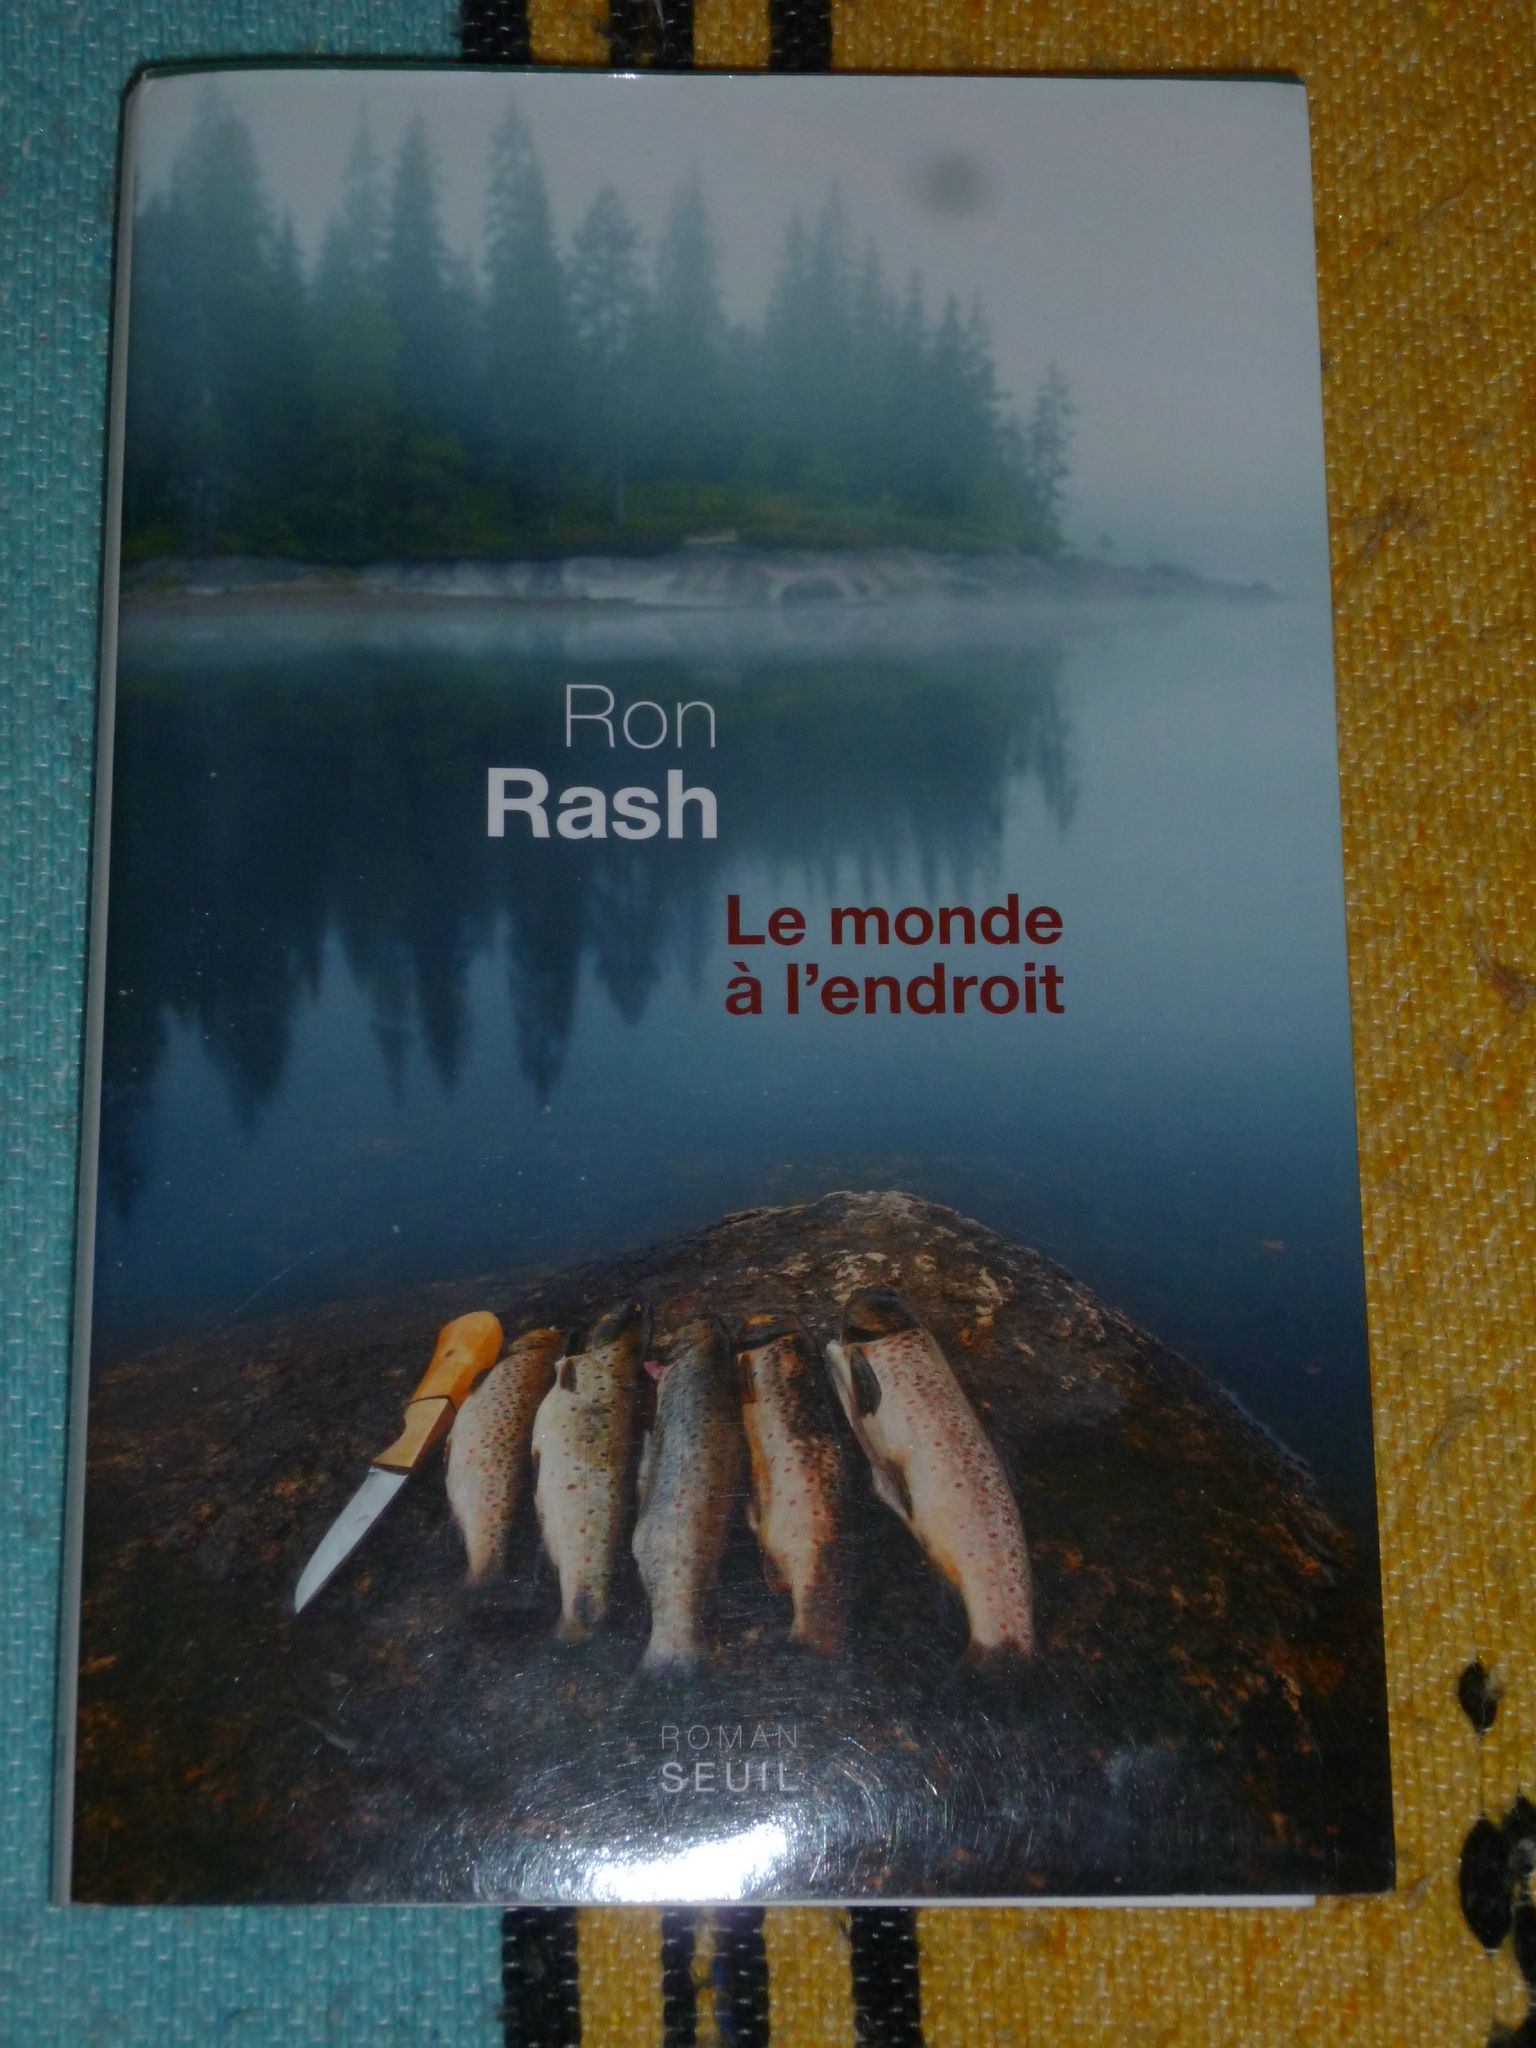 Ron
Rash
Le monde
à l'endroit
ROMAN
SEUIL